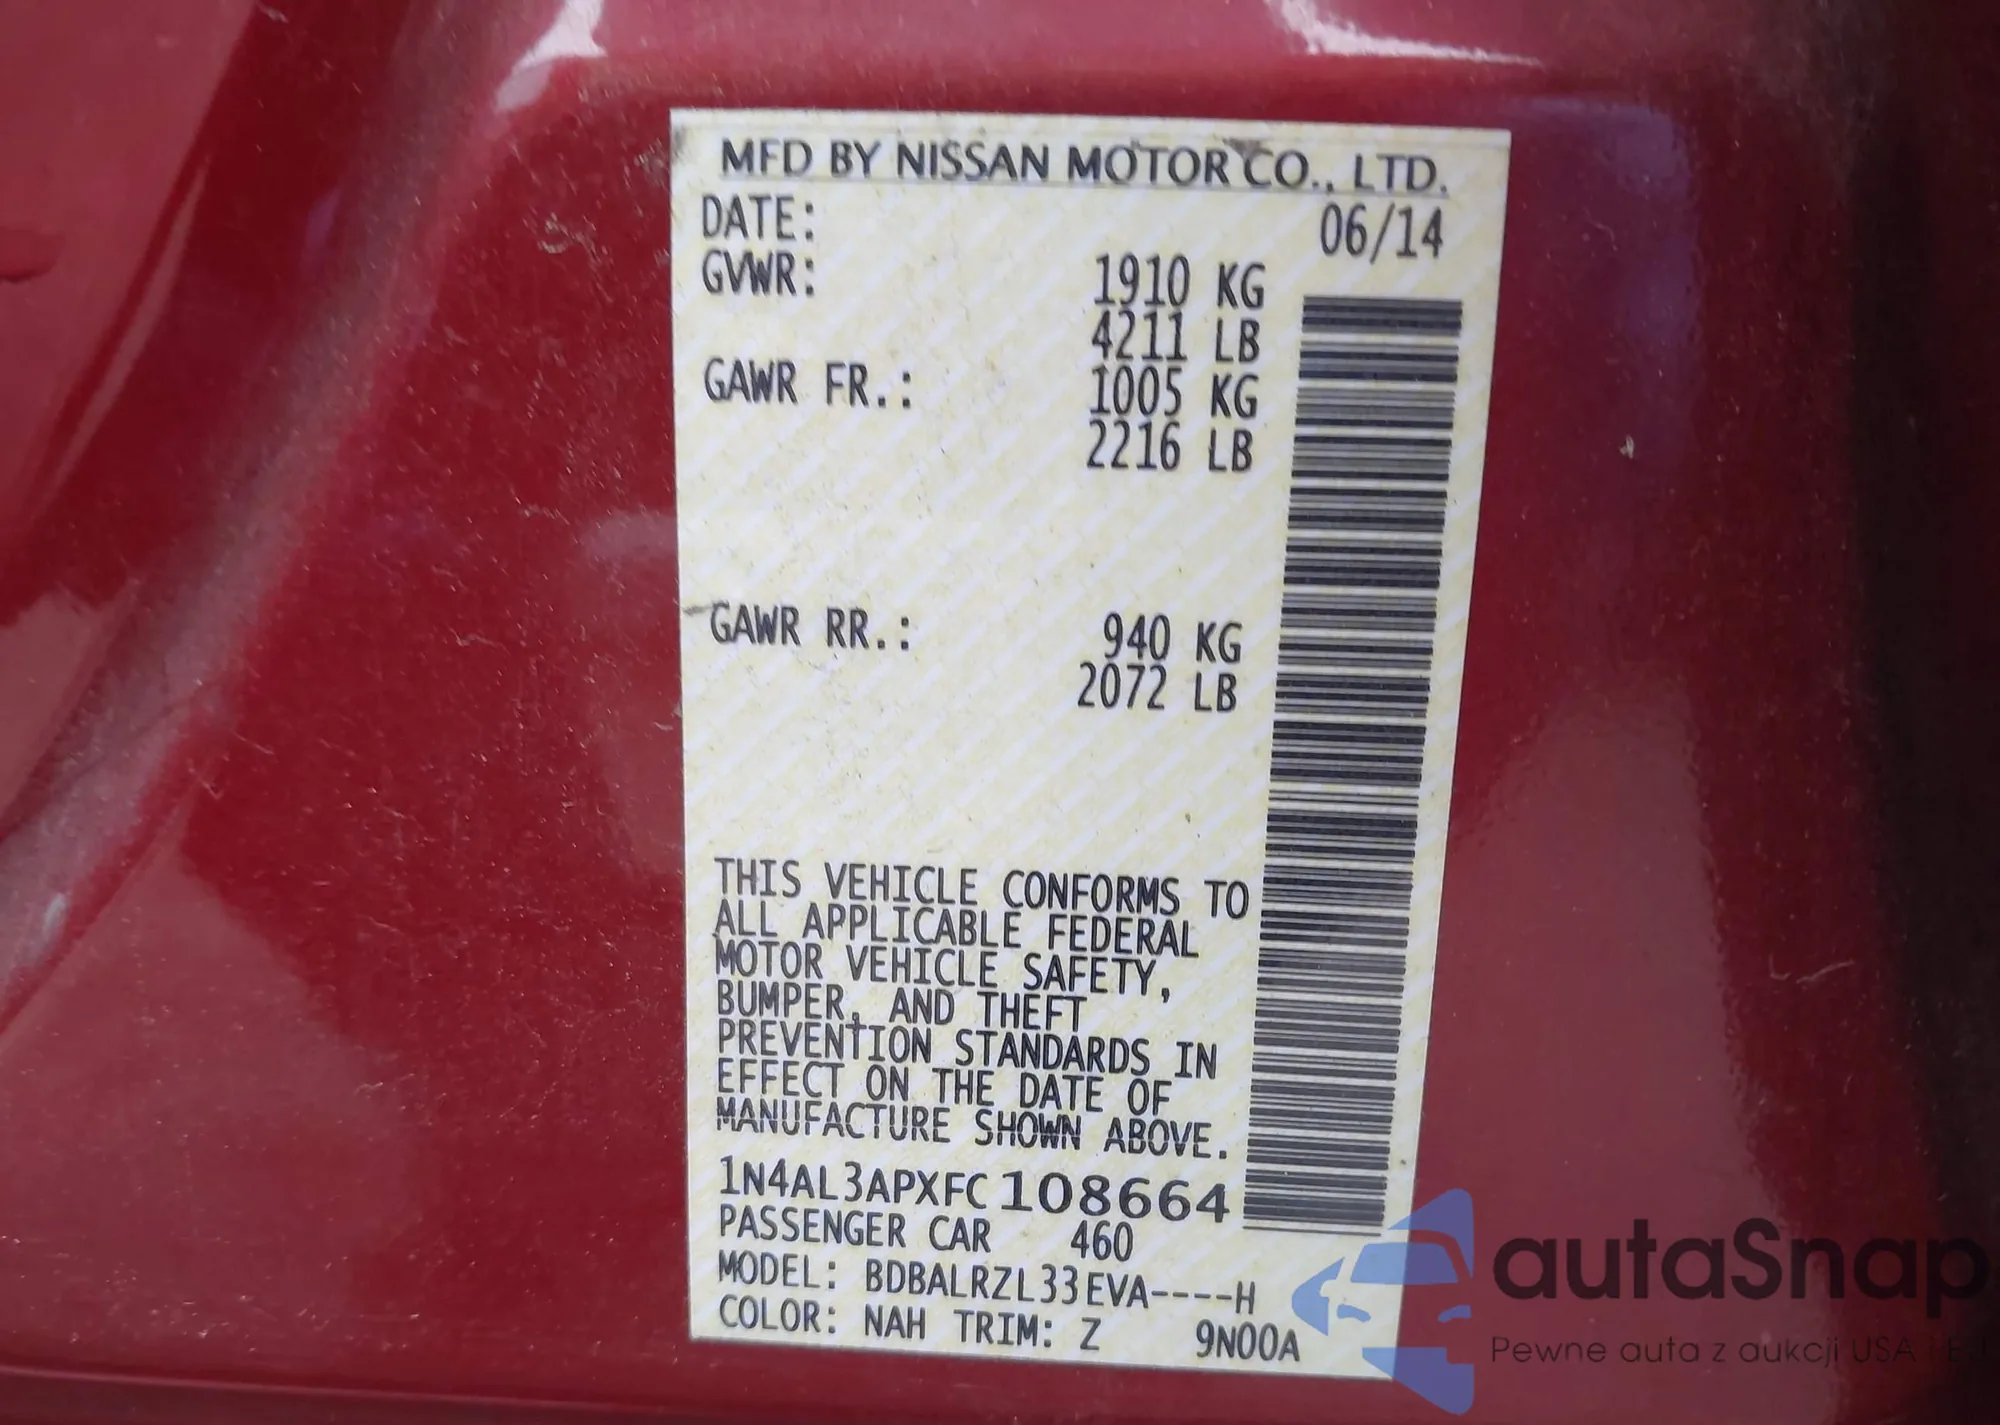 MFD BY NISSAN MOTOR CO., LTD.
DATE: 06/14
GVWR: 1910 KG
4211 LB
GAWR FR.: 1005 KG
2216 LB
GAWR RR.: 940 KG
2072 LB
THIS VEHICLE CONFORMS TO
ALL APPLICABLE FEDERAL
MOTOR VEHICLE SAFETY,
BUMPER, AND THEFT
PREVENTION STANDARDS IN
EFFECT ON THE DATE OF
MANUFACTURE SHOWN ABOVE.
1N4AL3APXFC108664
PASSENGER CAR 460
MODEL: BDBALRZL33EVA----H
COLOR: NAH TRIM: Z 9N00A
autaSnap
Pewne auta z aukcji USA i